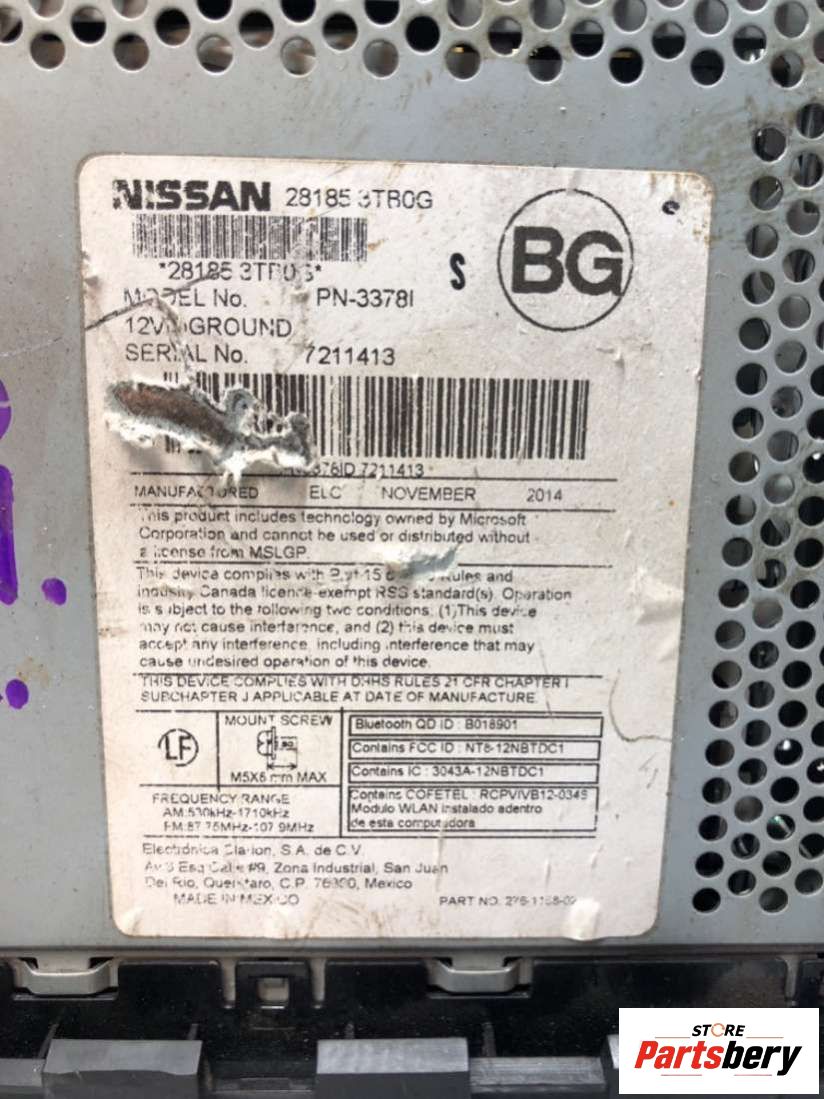 NISSAN 28185 3TB0G
BG
S
*28185 3TB0G*
MODEL No. PN-3378I
12V GROUND
SERIAL No. 7211413
7211413
MANUFACTURED ELC NOVEMBER 2014
This product includes technology owned by Microsoft
Corporation and cannot be used or distributed without
a license from MSLGP.
This device complies with Part 15 Rules and
Industry Canada licence-exempt RSS standard(s). Operation
is subject to the following two conditions: (1) This device
may not cause interference, and (2) this device must
accept any interference, including interference that may
cause undesired operation of this device.
THIS DEVICE COMPLIES WITH DHHS RULES 21 CFR CHAPTER I
SUBCHAPTER J APPLICABLE AT DATE OF MANUFACTURE.
LF
MOUNT SCREW
M5X6 mm MAX
FREQUENCY RANGE
AM:530kHz-1710kHz
FM:87.75MHz-107.9MHz
Bluetooth QD ID : B018901
Contains FCC ID : NT8-12NBTDC1
Contains IC : 3043A-12NBTDC1
Contains COFETEL : RCPVIVB12-0349
Modulo WLAN instalado adentro
de esta computadora
Electrónica Clarion, S.A. de C.V.
Av. 3 Esq Calle #9, Zona Industrial, San Juan
Del Rio, Queretaro, C.P. Mexico
MADE IN MEXICO
PART NO.
STORE
Partsbery